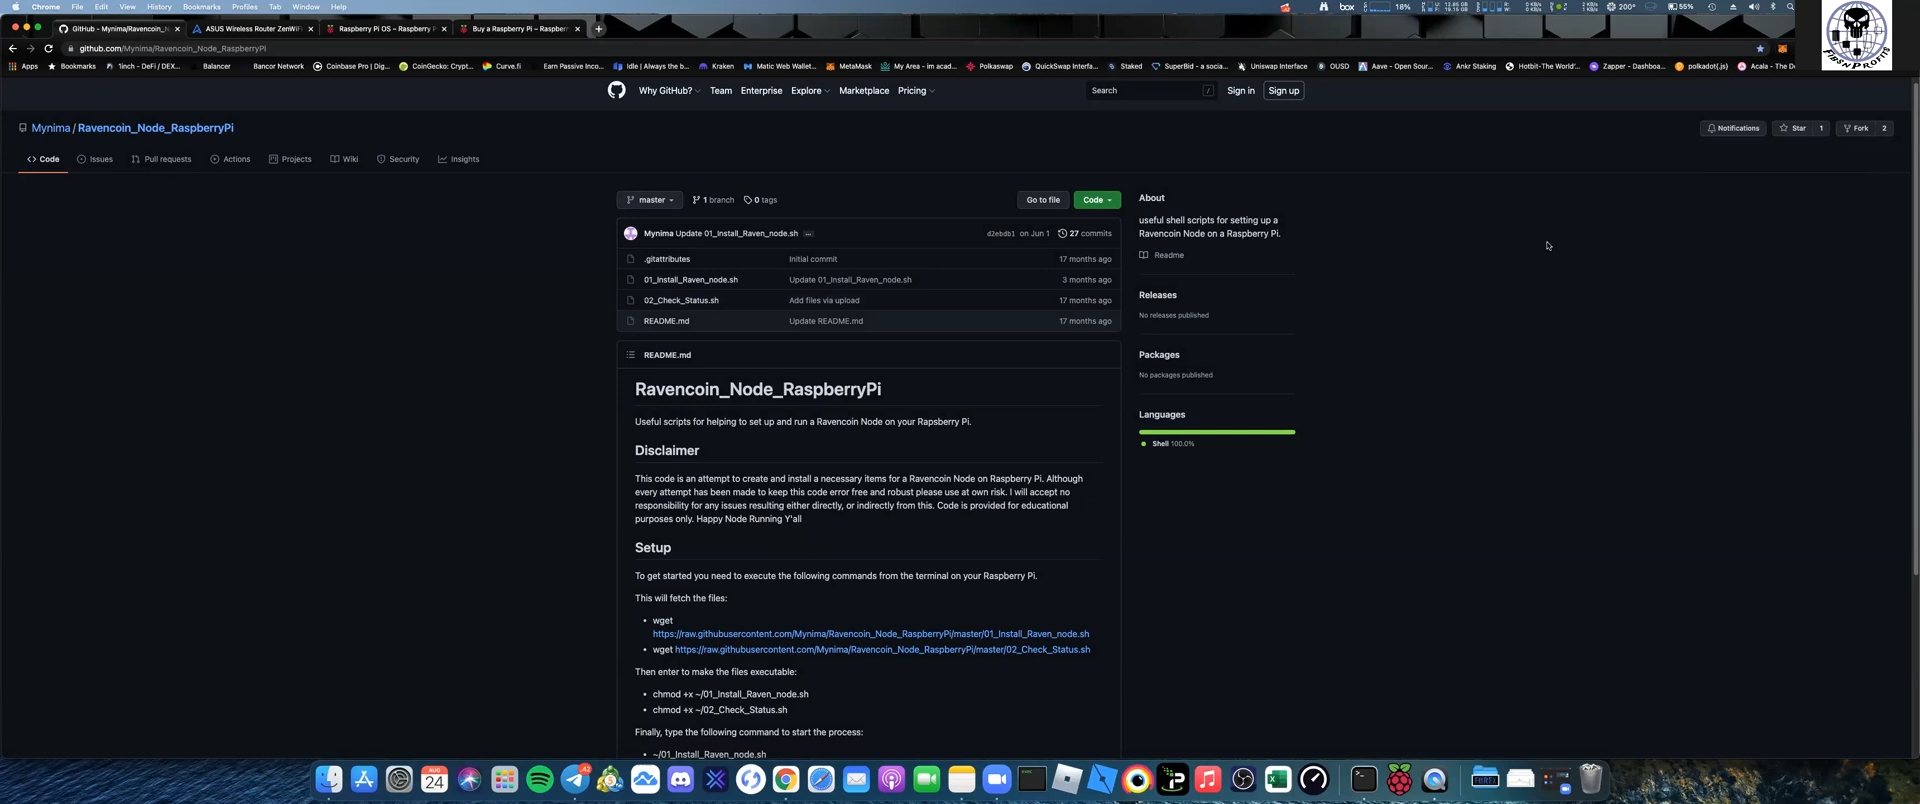 Chrome File Edit View History Bookmarks Profiles Tab Window Help
box 18% 200° 55%
GitHub - Mynima/Ravencoin_N
ASUS Wireless Router ZenWiFi
Raspberry Pi OS – Raspberry P
Buy a Raspberry Pi – Raspberr
github.com/Mynima/Ravencoin_Node_RaspberryPi
Apps Bookmarks 1inch - DeFi / DEX... Balancer Bancor Network Coinbase Pro | Dig... CoinGecko: Crypt... Curve.fi Earn Passive Inco... Idle | Always the b... Kraken Matic Web Wallet... MetaMask My Area - im acad... Polkaswap QuickSwap Interfa... Staked SuperBid - a socia... Uniswap Interface OUSD Aave - Open Sour... Ankr Staking Hotbit-The World'... Zapper - Dashboa... polkadot{.js} Acala - The De
FIBSNPROFITS
Why GitHub? Team Enterprise Explore Marketplace Pricing Search / Sign in Sign up
Mynima / Ravencoin_Node_RaspberryPi
Notifications Star 1 Fork 2
Code Issues Pull requests Actions Projects Wiki Security Insights
master 1 branch 0 tags Go to file Code
Mynima Update 01_Install_Raven_node.sh ... d2ebdb1 on Jun 1 27 commits
.gitattributes Initial commit 17 months ago
01_Install_Raven_node.sh Update 01_Install_Raven_node.sh 3 months ago
02_Check_Status.sh Add files via upload 17 months ago
README.md Update README.md 17 months ago
README.md
Ravencoin_Node_RaspberryPi
Useful scripts for helping to set up and run a Ravencoin Node on your Rapsberry Pi.
Disclaimer
This code is an attempt to create and install a necessary items for a Ravencoin Node on Raspberry Pi. Although
every attempt has been made to keep this code error free and robust please use at own risk. I will accept no
responsibility for any issues resulting either directly, or indirectly from this. Code is provided for educational
purposes only. Happy Node Running Y'all
Setup
To get started you need to execute the following commands from the terminal on your Raspberry Pi.
This will fetch the files:
• wget
https://raw.githubusercontent.com/Mynima/Ravencoin_Node_RaspberryPi/master/01_Install_Raven_node.sh
• wget https://raw.githubusercontent.com/Mynima/Ravencoin_Node_RaspberryPi/master/02_Check_Status.sh
Then enter to make the files executable:
• chmod +x ~/01_Install_Raven_node.sh
• chmod +x ~/02_Check_Status.sh
Finally, type the following command to start the process:
• ~/01_Install_Raven_node.sh
About
useful shell scripts for setting up a
Ravencoin Node on a Raspberry Pi.
Readme
Releases
No releases published
Packages
No packages published
Languages
Shell 100.0%
AUG
24